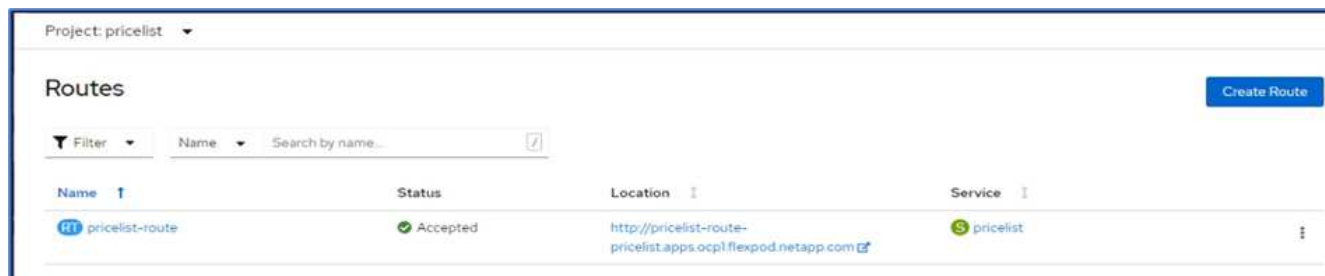 Project: pricelist
Routes
Create Route
Filter Name Search by name... /
Name Status Location Service
RT pricelist-route Accepted http://pricelist-route- S pricelist
pricelist.apps.ocp1.flexpod.netapp.com